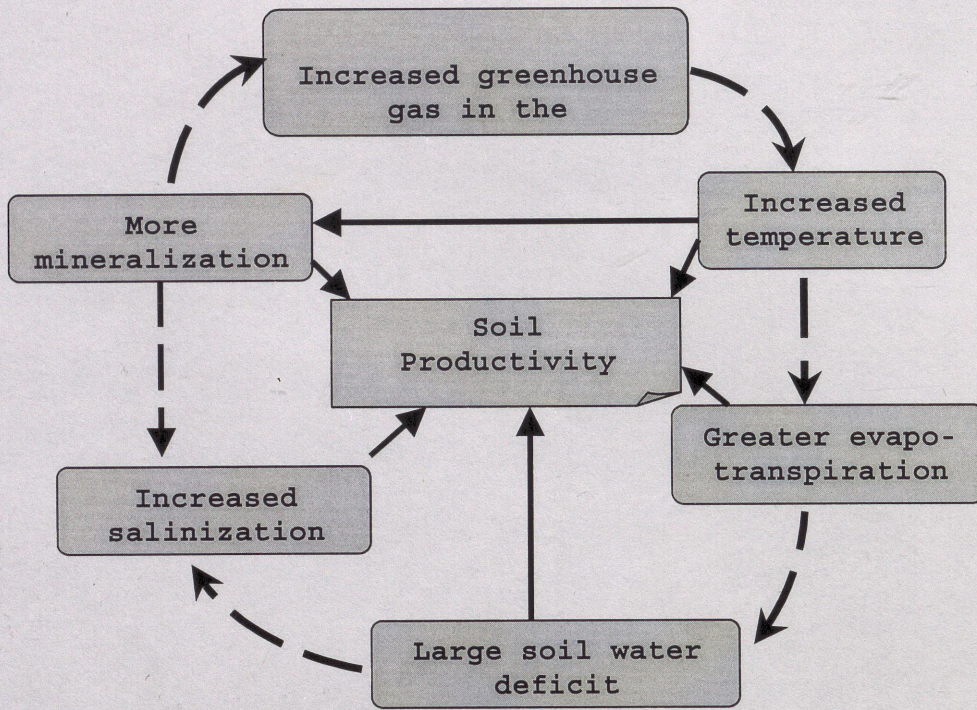 Increased greenhouse
gas in the
Increased
temperature
More
mineralization
Soil
Productivity
Greater evapo-
transpiration
Increased
salinization
Large soil water
deficit